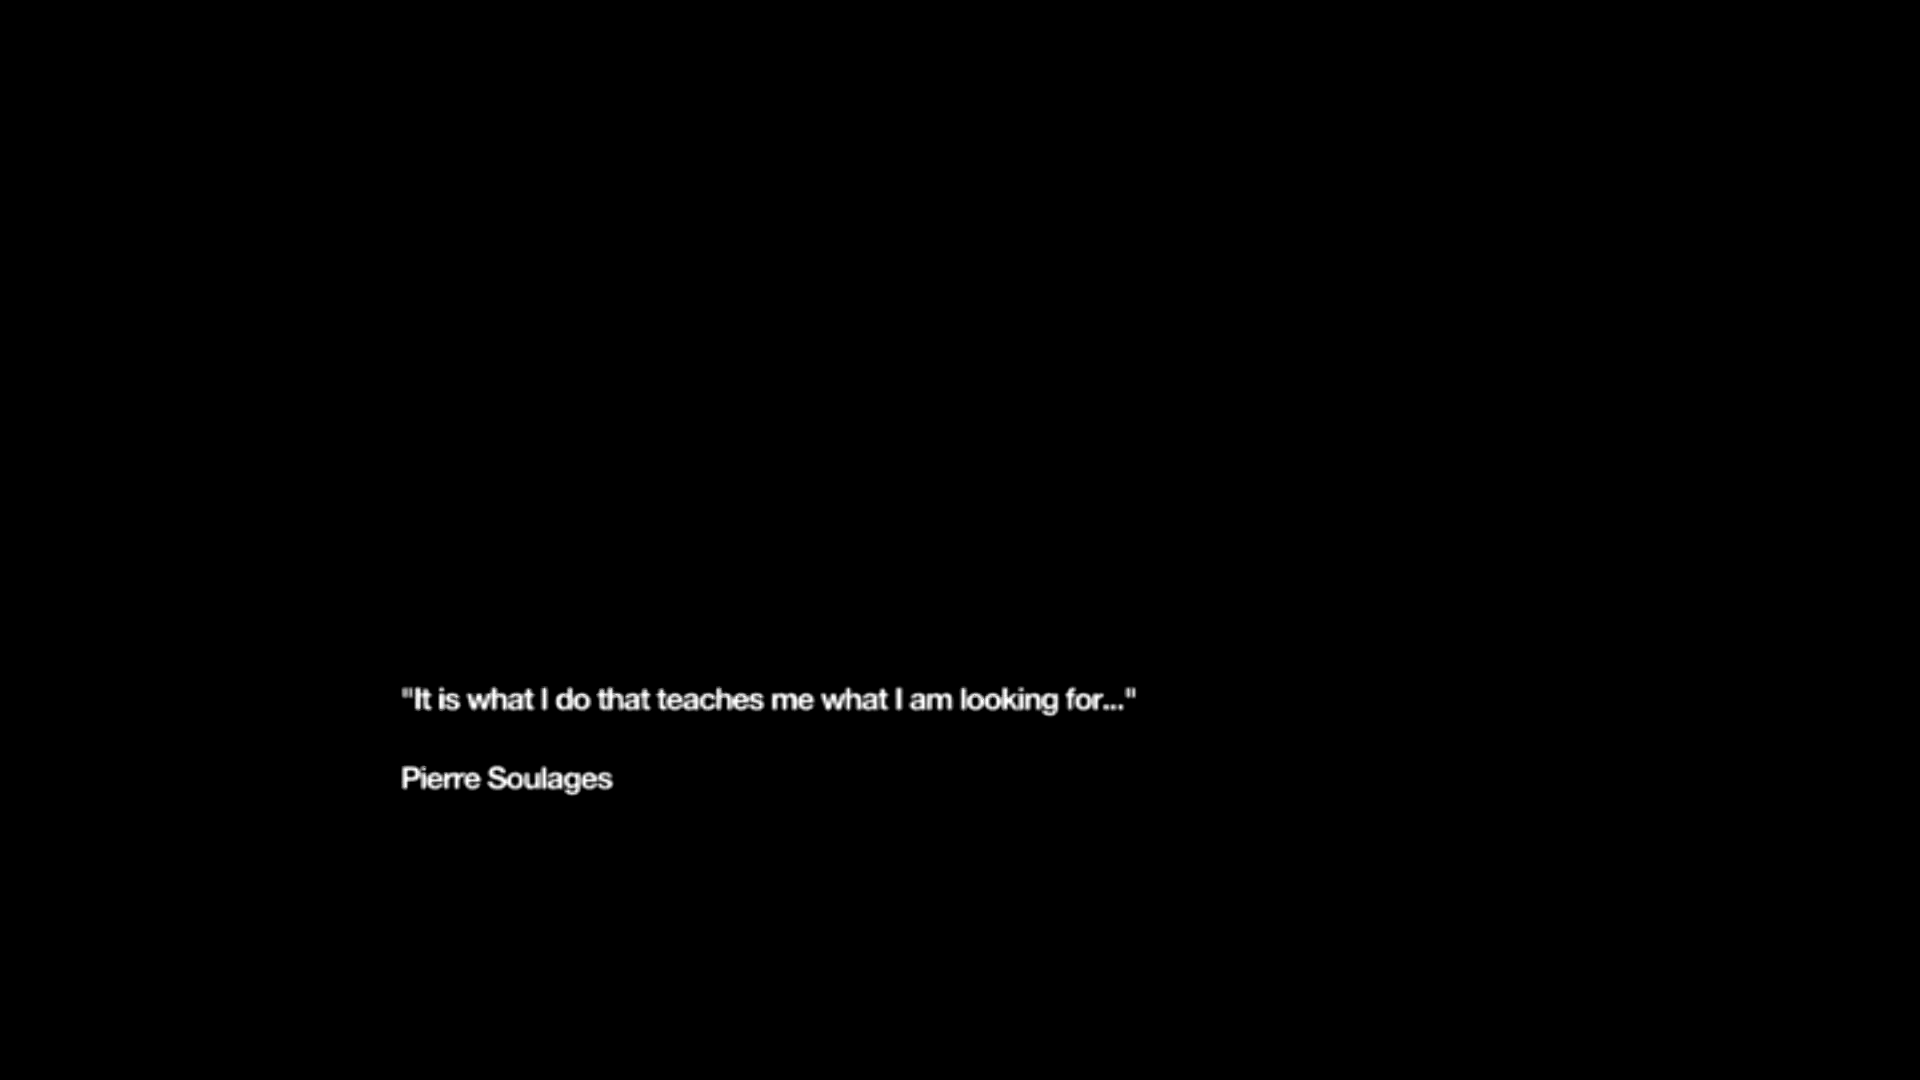 "It is what I do that teaches me what I am looking for..."
Pierre Soulages